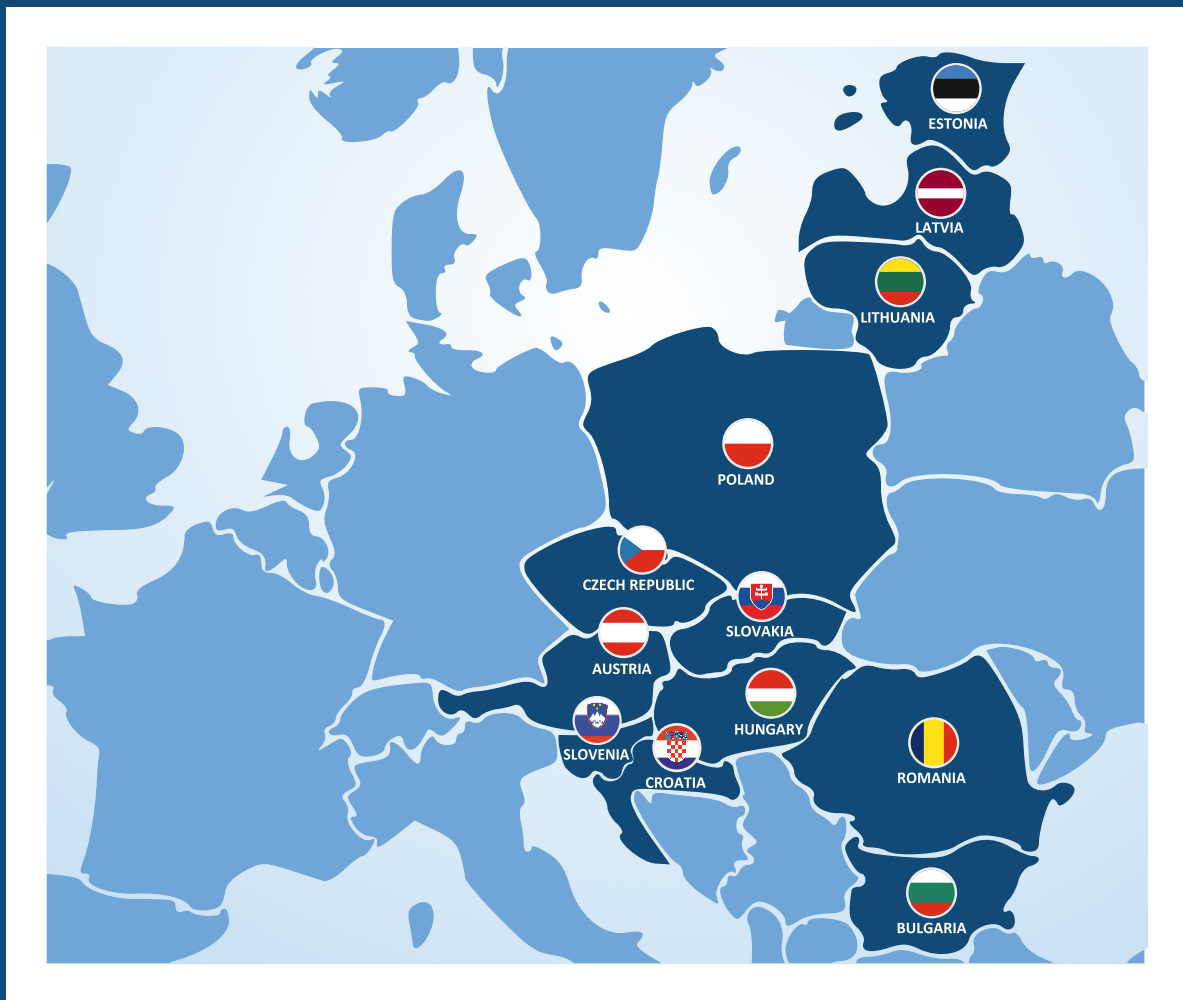 ESTONIA
LATVIA
LITHUANIA
POLAND
CZECH REPUBLIC
SLOVAKIA
AUSTRIA
HUNGARY
SLOVENIA
CROATIA
ROMANIA
BULGARIA